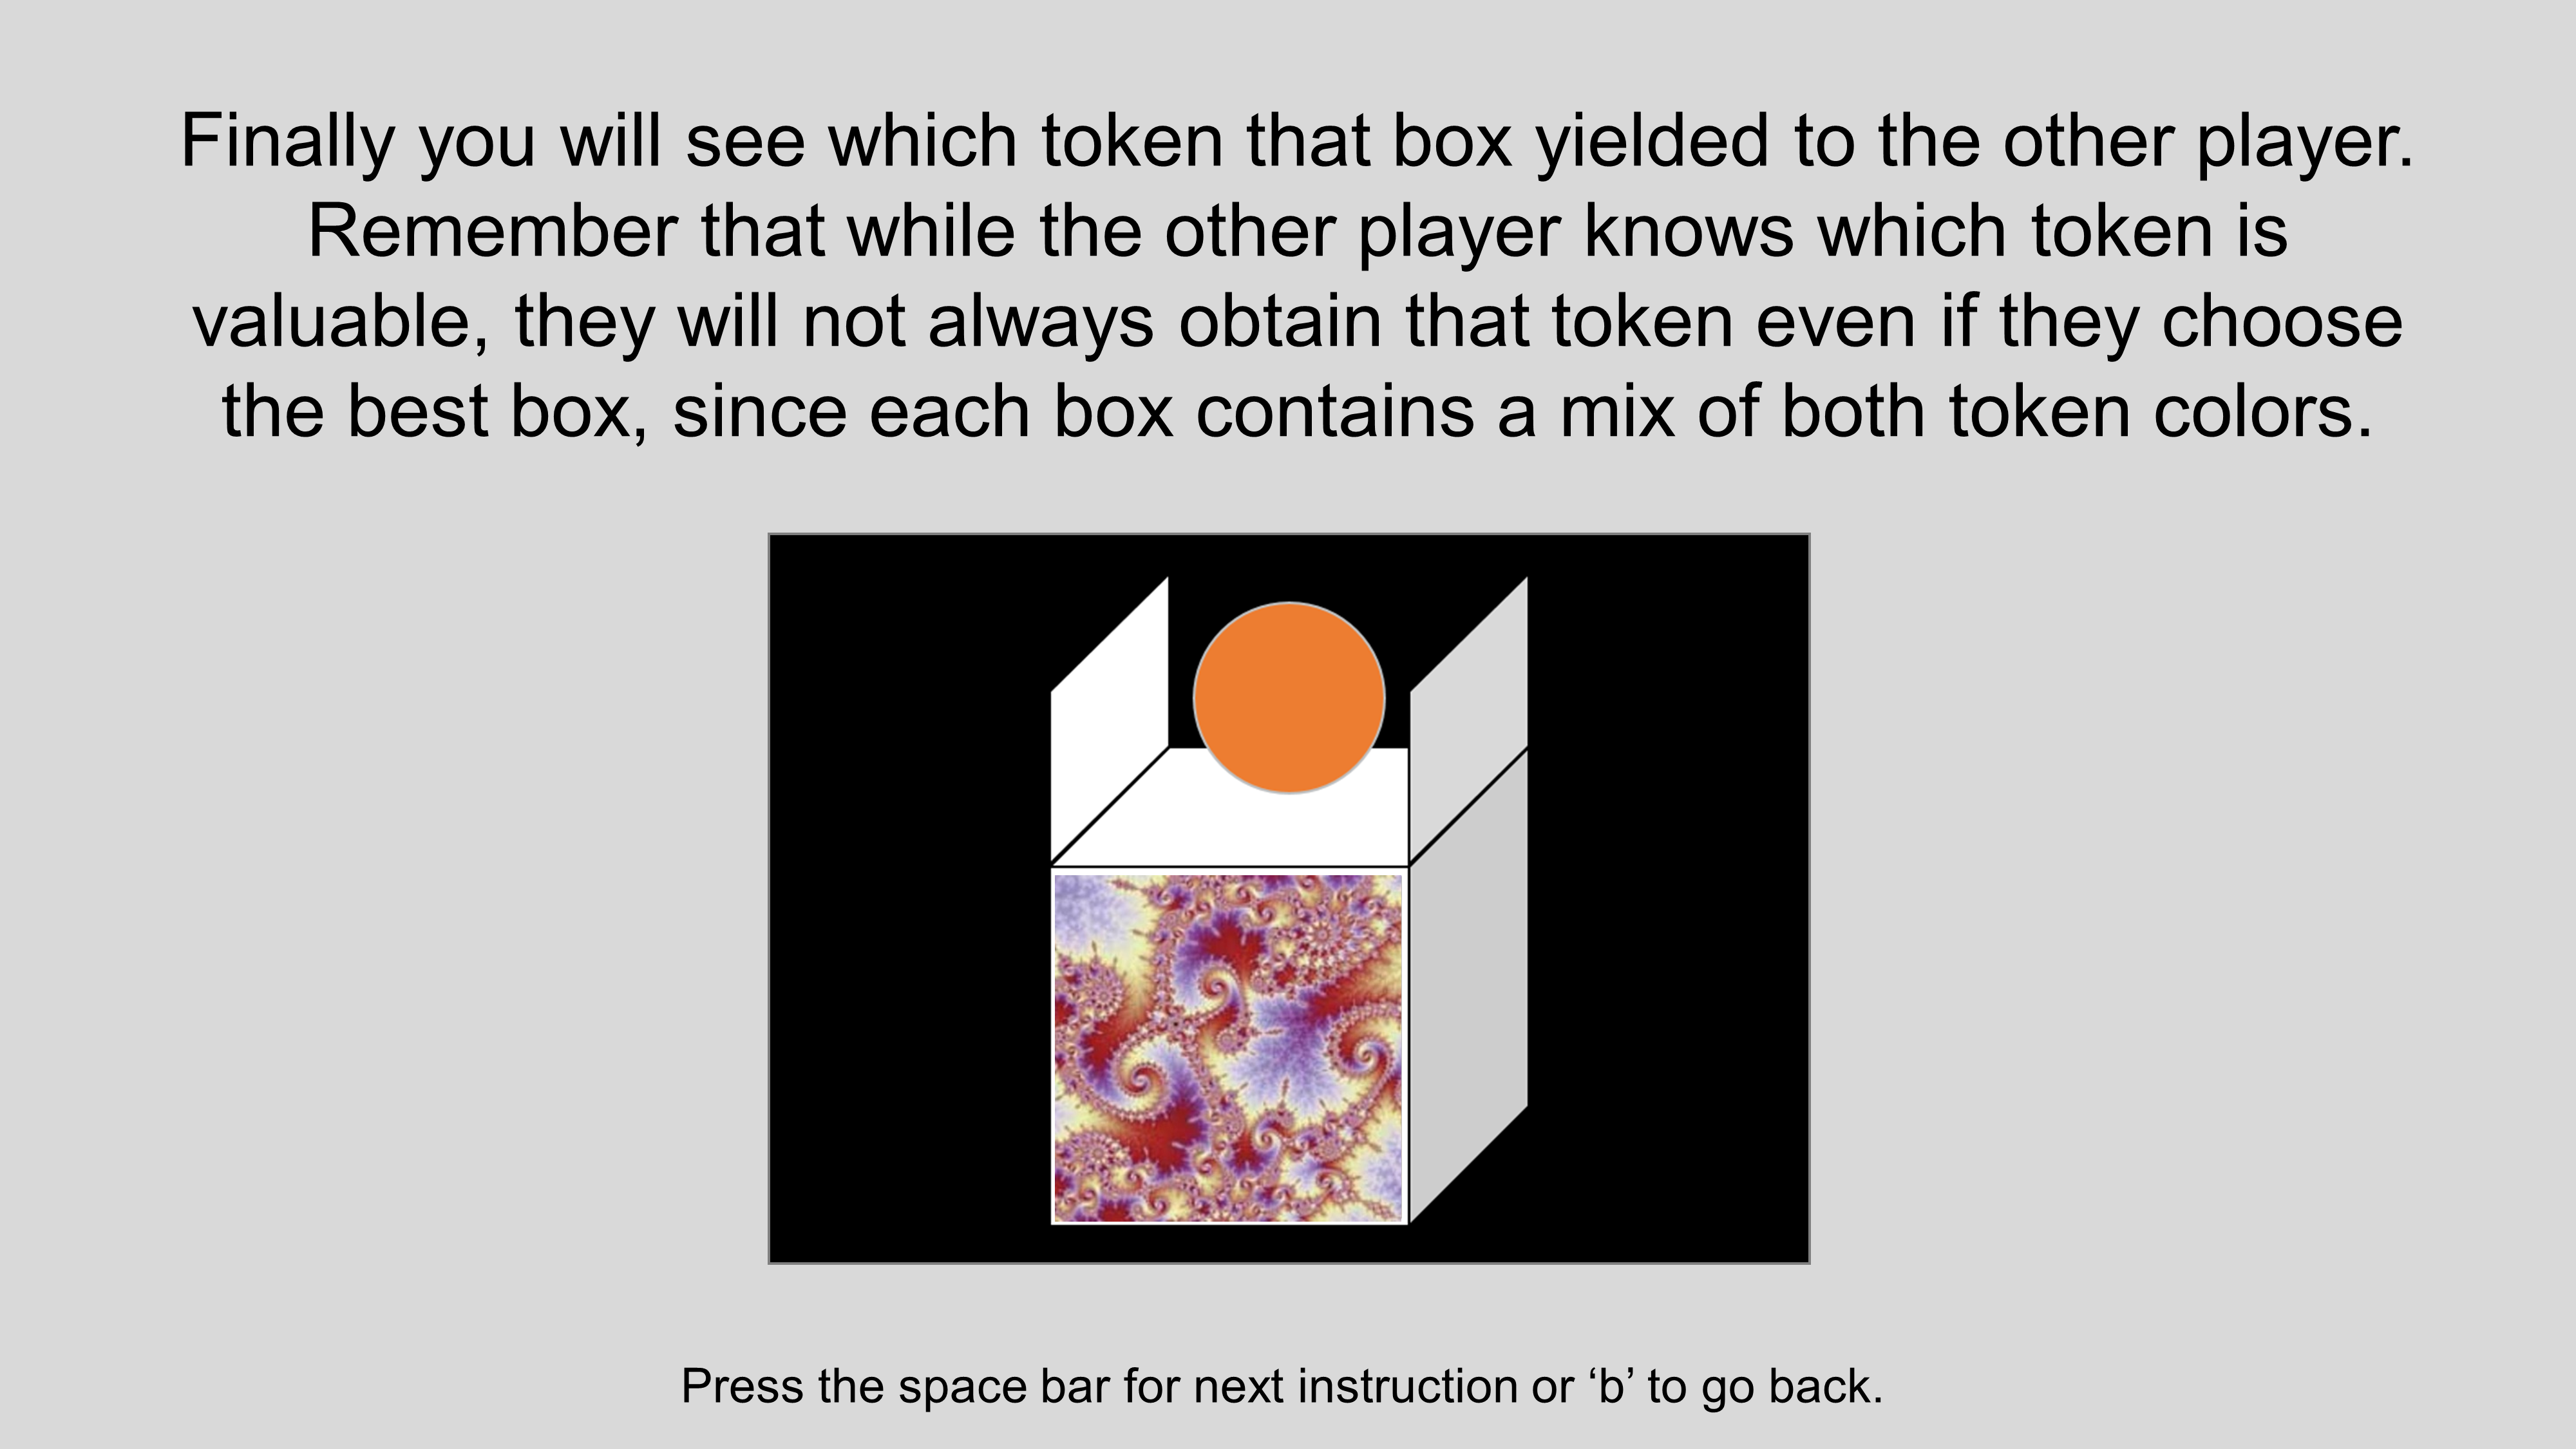 Finally you will see which token that box yielded to the other player.
Remember that while the other player knows which token is
valuable, they will not always obtain that token even if they choose
the best box, since each box contains a mix of both token colors.
Press the space bar for next instruction or ‘b’ to go back.